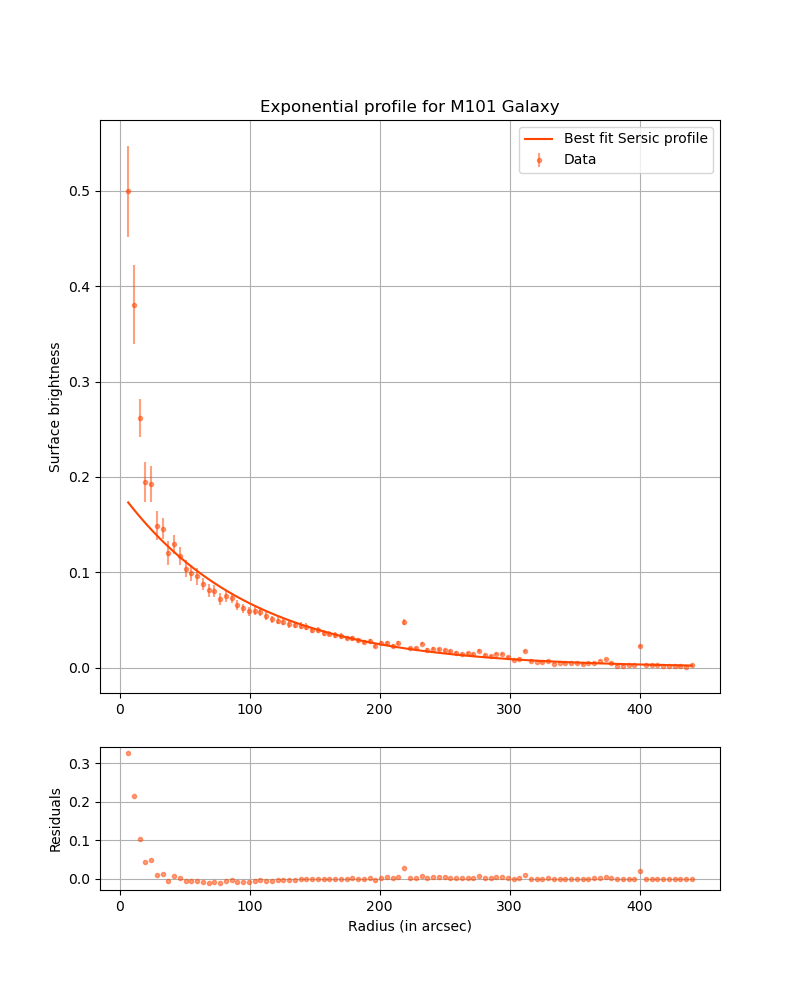 Exponential profile for M101 Galaxy
Best fit Sersic profile
Data
Surface brightness
0.5
0.4
0.3
0.2
0.1
0.0
0 100 200 300 400
Residuals
0.3
0.2
0.1
0.0
0 100 200 300 400
Radius (in arcsec)